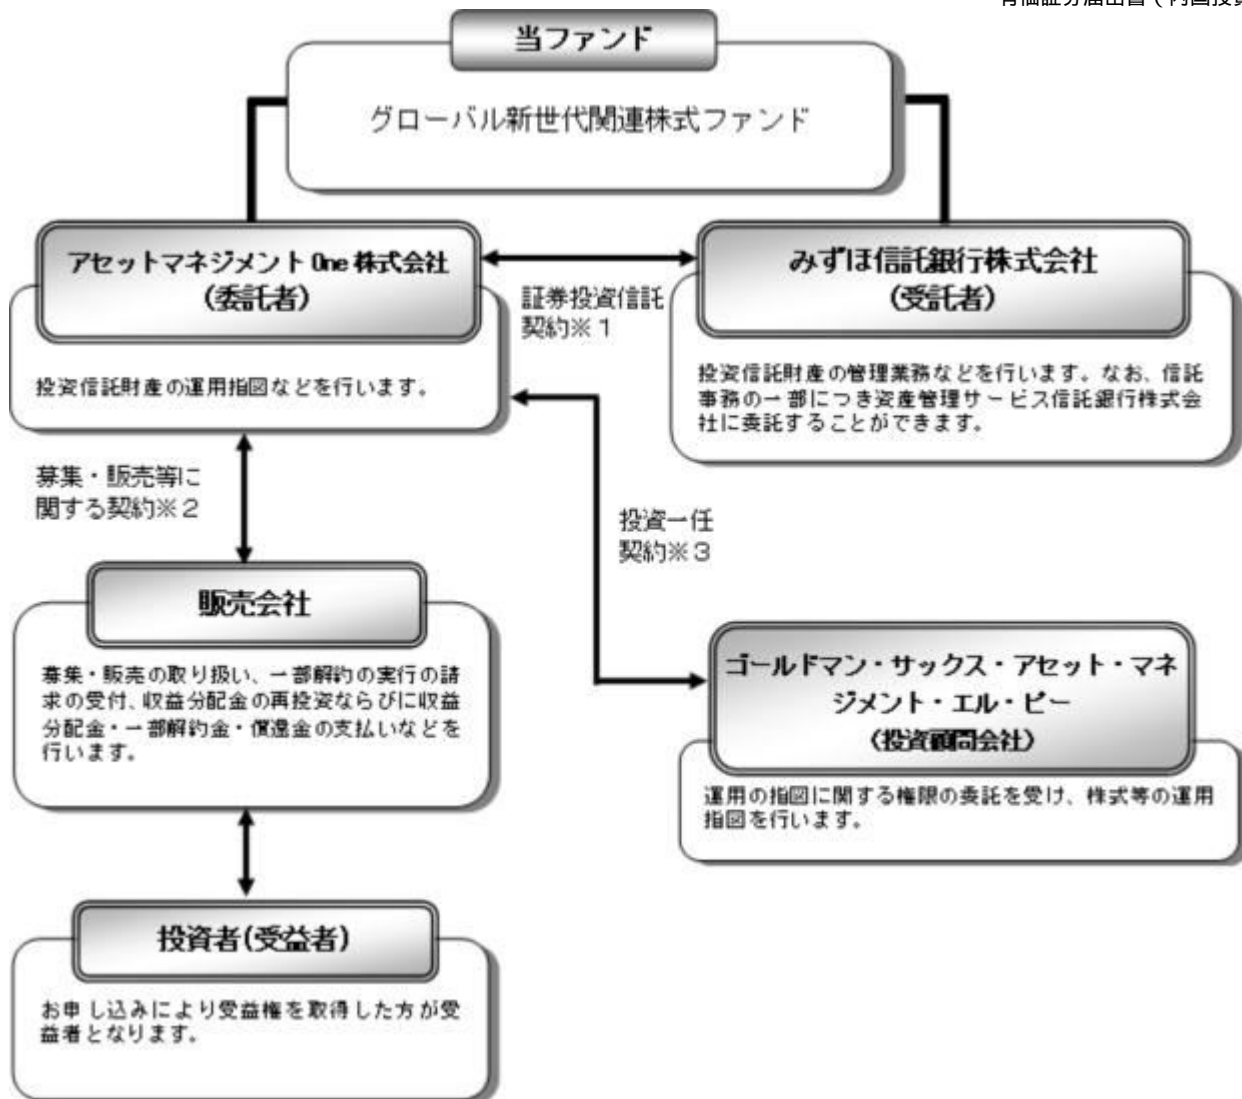 当ファンド
グローバル新世代関連株式ファンド
アセットマネジメント One 株式会社
(委託者)
投資信託財産の運用指図などを行います。
証券投資信託
契約※1
みずほ信託銀行株式会社
(受託者)
投資信託財産の管理業務などを行います。なお、信託
事務の一部につき資産管理サービス信託銀行株式会
社に委託することができます。
募集・販売等に
関する契約※2
投資一任
契約※3
販売会社
募集・販売の取り扱い、一部解約の実行の請
求の受付、収益分配金の再投資ならびに収益
分配金・一部解約金・償還金の支払いなどを
行います。
ゴールドマン・サックス・アセット・マネ
ジメント・エル・ピー
(投資顧問会社)
運用の指図に関する権限の委託を受け、株式等の運用
指図を行います。
投資者(受益者)
お申し込みにより受益権を取得した方が受
益者となります。